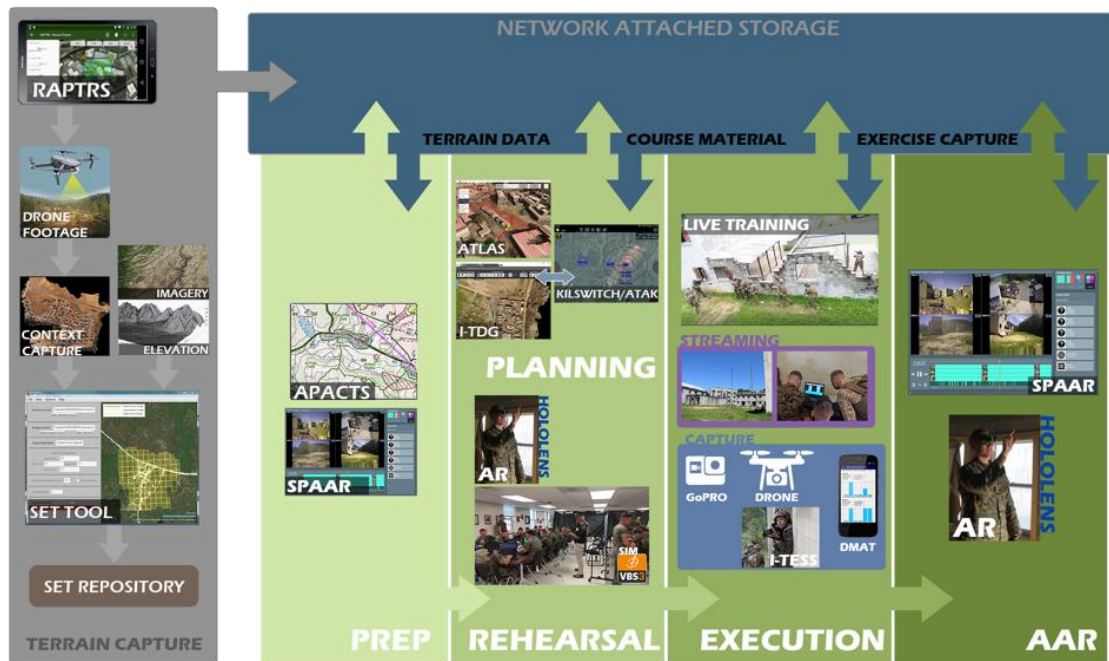 RAPTRS
DRONE
FOOTAGE
CONTEXT
CAPTURE
IMAGERY
ELEVATION
SET TOOL
SET REPOSITORY
TERRAIN CAPTURE
NETWORK ATTACHED STORAGE
TERRAIN DATA
COURSE MATERIAL
EXERCISE CAPTURE
APACTS
SPAAR
PREP
ATLAS
I-TDG
KILSWITCH/ATAK
PLANNING
AR
HOLOLENS
SIM
VBS3
REHEARSAL
LIVE TRAINING
STREAMING
CAPTURE
GoPRO
DRONE
I-TESS
DMAT
EXECUTION
SPAAR
AR
HOLOLENS
AAR